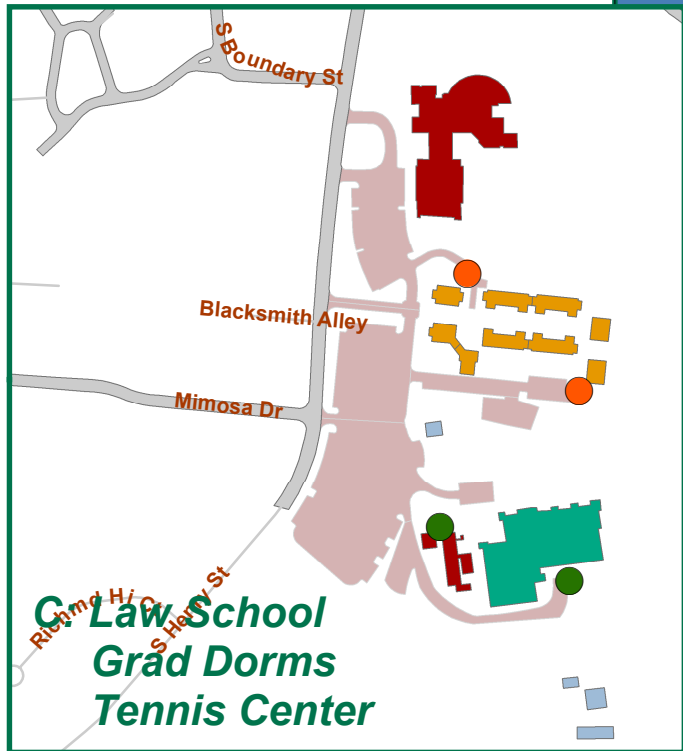 S Boundary St
Blacksmith Alley
Mimosa Dr
S Henry St
C: Law School
Grad Dorms
Tennis Center